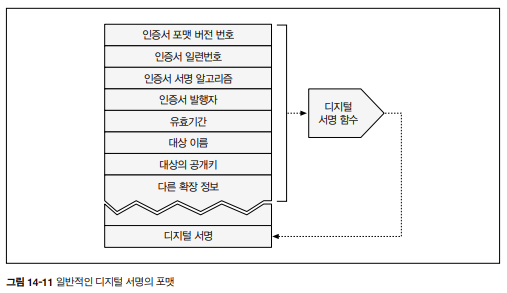 인증서 포맷 버전 번호
인증서 일련번호
인증서 서명 알고리즘
인증서 발행자
유효기간
대상 이름
대상의 공개키
다른 확장 정보
디지털 서명
디지털
서명 함수
그림 14-11 일반적인 디지털 서명의 포맷